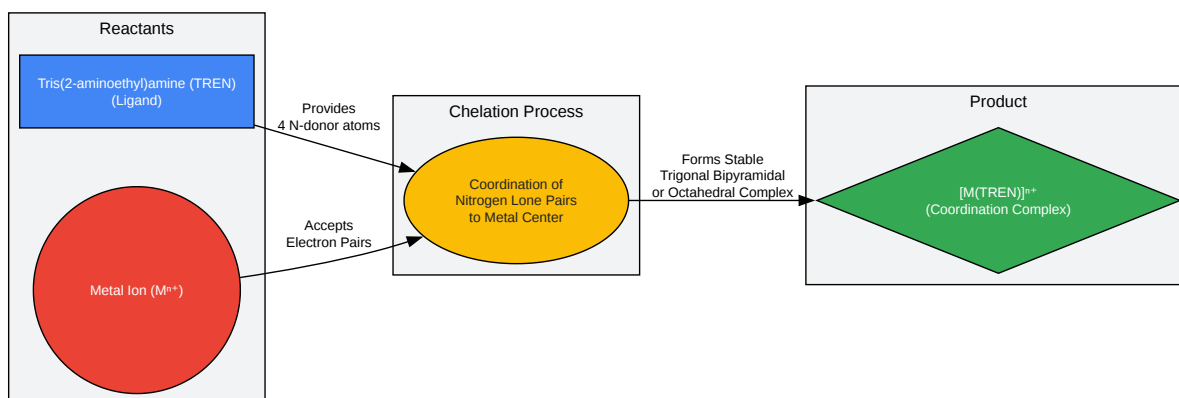 Reactants
Tris(2-aminoethyl)amine (TREN)
(Ligand)
Metal Ion (Mⁿ⁺)
Provides
4 N-donor atoms
Accepts
Electron Pairs
Chelation Process
Coordination of
Nitrogen Lone Pairs
to Metal Center
Forms Stable
Trigonal Bipyramidal
or Octahedral Complex
Product
[M(TREN)]ⁿ⁺
(Coordination Complex)